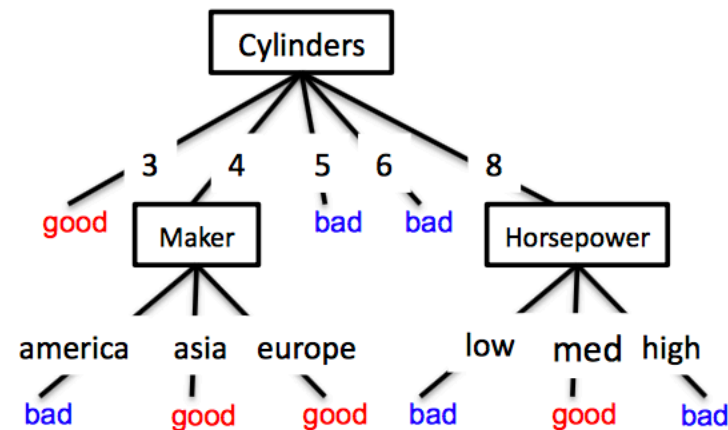 Cylinders
3 4 5 6 8
good Maker bad bad Horsepower
america asia europe low med high
bad good good bad good bad